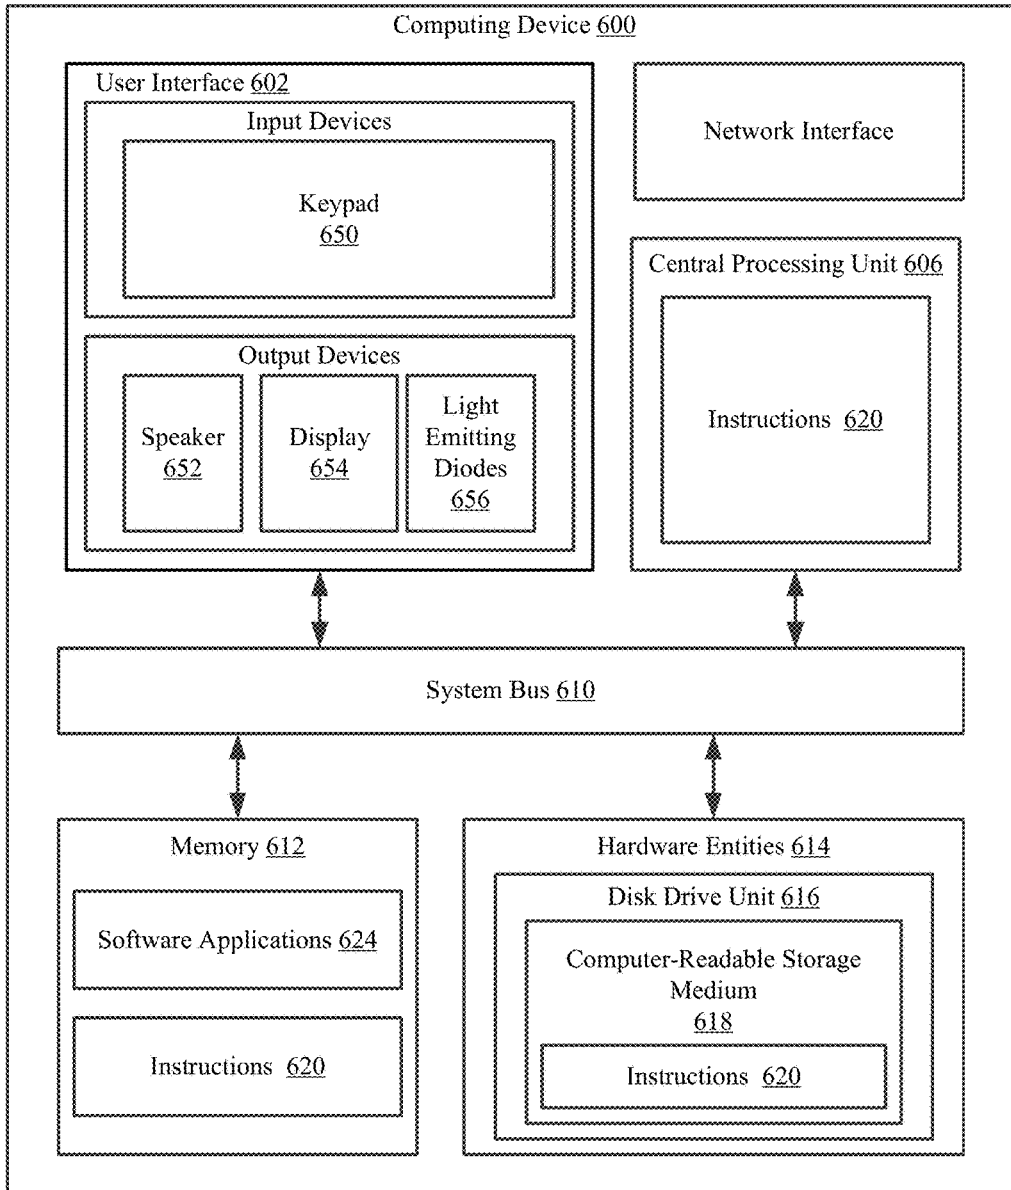 Computing Device 600
User Interface 602
Input Devices
Keypad
650
Output Devices
Speaker
652
Display
654
Light
Emitting
Diodes
656
Network Interface
Central Processing Unit 606
Instructions 620
System Bus 610
Memory 612
Software Applications 624
Instructions 620
Hardware Entities 614
Disk Drive Unit 616
Computer-Readable Storage
Medium
618
Instructions 620